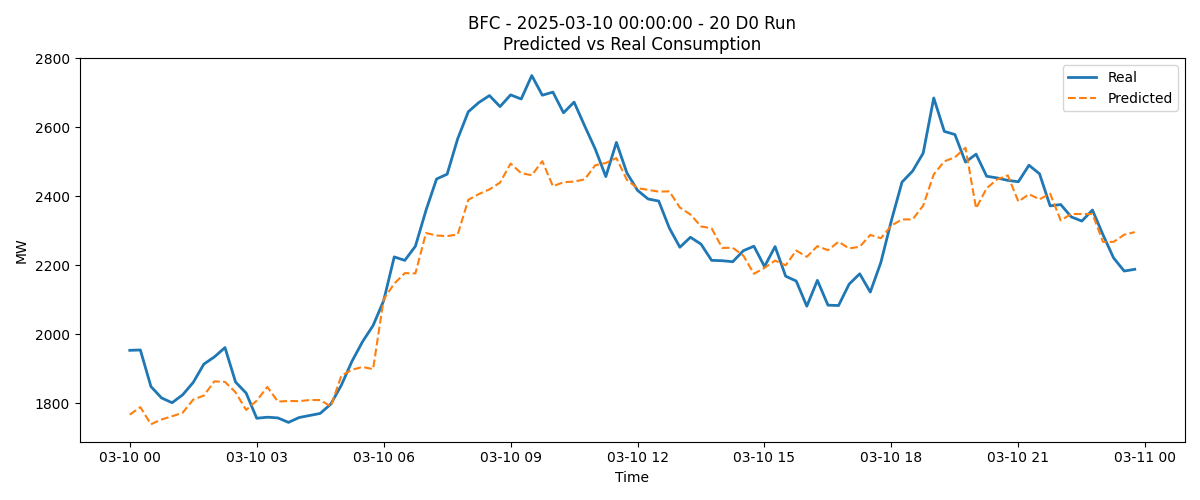 BFC - 2025-03-10 00:00:00 - 20 D0 Run
Predicted vs Real Consumption
Real
Predicted
MW
2800
2600
2400
2200
2000
1800
03-10 00
03-10 03
03-10 06
03-10 09
03-10 12
03-10 15
03-10 18
03-10 21
03-11 00
Time